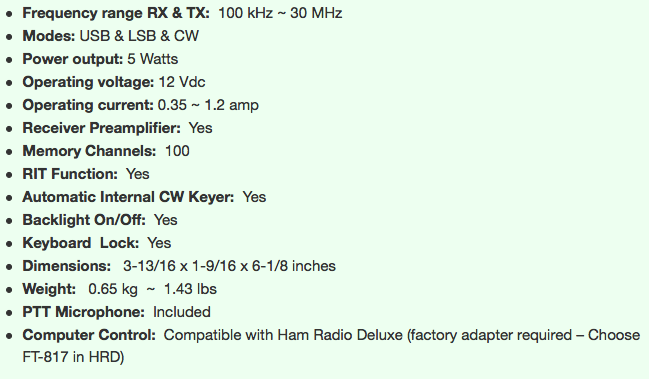 • Frequency range RX & TX: 100 kHz ~ 30 MHz
• Modes: USB & LSB & CW
• Power output: 5 Watts
• Operating voltage: 12 Vdc
• Operating current: 0.35 ~ 1.2 amp
• Receiver Preamplifier: Yes
• Memory Channels: 100
• RIT Function: Yes
• Automatic Internal CW Keyer: Yes
• Backlight On/Off: Yes
• Keyboard Lock: Yes
• Dimensions: 3-13/16 x 1-9/16 x 6-1/8 inches
• Weight: 0.65 kg ~ 1.43 lbs
• PTT Microphone: Included
• Computer Control: Compatible with Ham Radio Deluxe (factory adapter required – Choose
FT-817 in HRD)